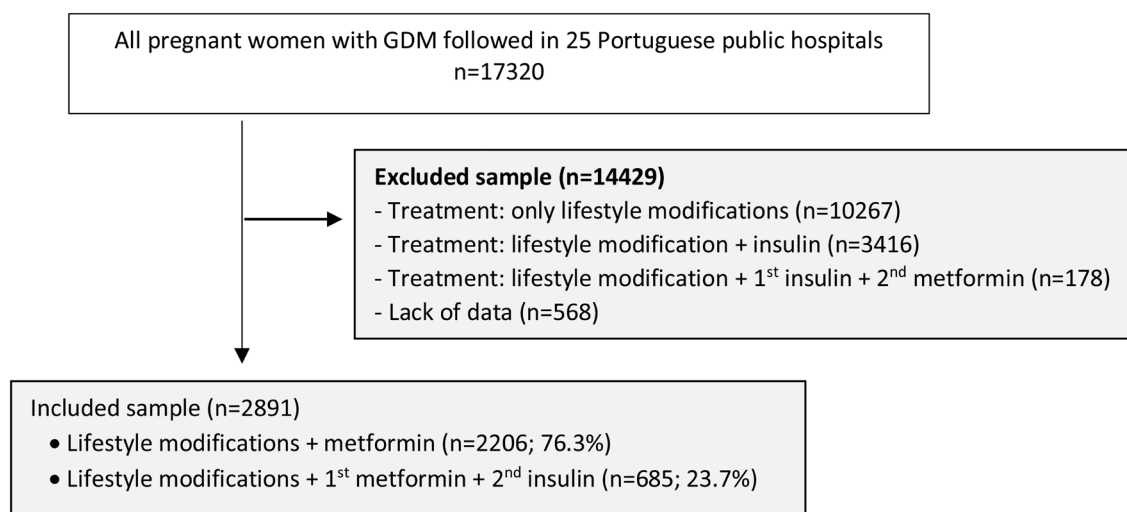 All pregnant women with GDM followed in 25 Portuguese public hospitals
n=17320
Excluded sample (n=14429)
- Treatment: only lifestyle modifications (n=10267)
- Treatment: lifestyle modification + insulin (n=3416)
- Treatment: lifestyle modification + 1st insulin + 2nd metformin (n=178)
- Lack of data (n=568)
Included sample (n=2891)
• Lifestyle modifications + metformin (n=2206; 76.3%)
• Lifestyle modifications + 1st metformin + 2nd insulin (n=685; 23.7%)